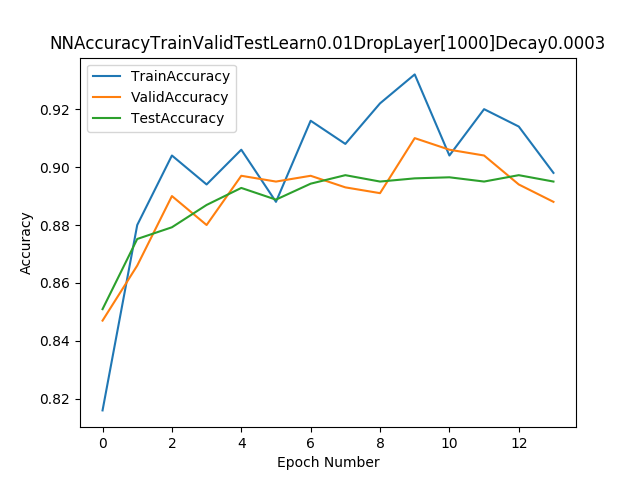 NNAccuracyTrainValidTestLearn0.01DropLayer[1000]Decay0.0003
TrainAccuracy
ValidAccuracy
TestAccuracy
0.92
0.90
0.88
0.86
0.84
0.82
Accuracy
0 2 4 6 8 10 12
Epoch Number